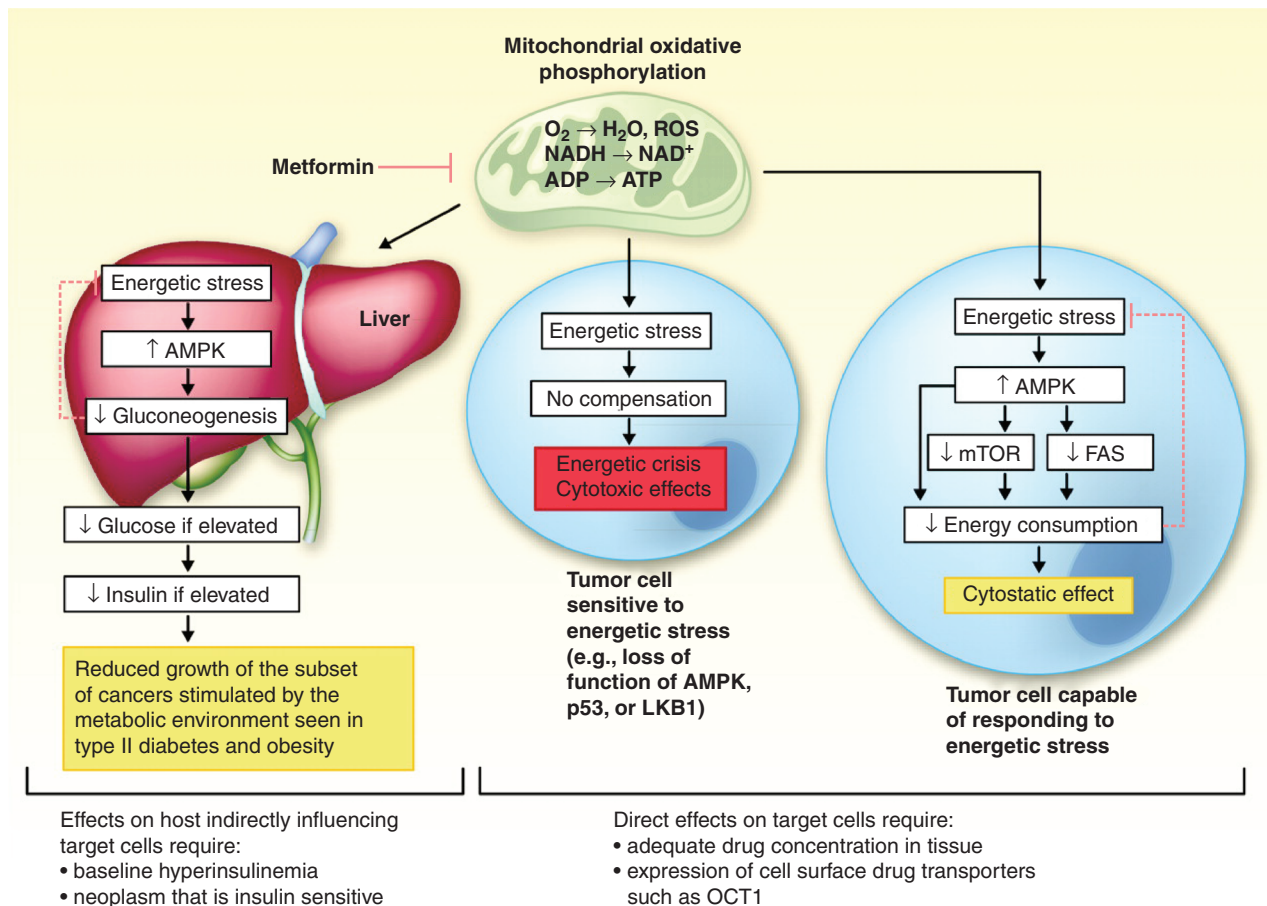 Mitochondrial oxidative
phosphorylation
O₂ → H₂O, ROS
NADH → NAD⁺
ADP → ATP
Metformin
Liver
Energetic stress
↑ AMPK
↓ Gluconeogenesis
↓ Glucose if elevated
↓ Insulin if elevated
Reduced growth of the subset
of cancers stimulated by the
metabolic environment seen in
type II diabetes and obesity
Energetic stress
No compensation
Energetic crisis
Cytotoxic effects
Tumor cell
sensitive to
energetic stress
(e.g., loss of
function of AMPK,
p53, or LKB1)
Energetic stress
↑ AMPK
↓ mTOR
↓ FAS
↓ Energy consumption
Cytostatic effect
Tumor cell capable
of responding to
energetic stress
Effects on host indirectly influencing
target cells require:
• baseline hyperinsulinemia
• neoplasm that is insulin sensitive
Direct effects on target cells require:
• adequate drug concentration in tissue
• expression of cell surface drug transporters
such as OCT1